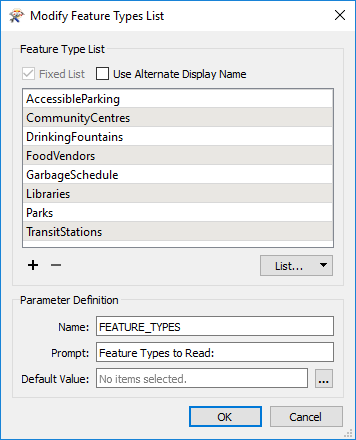 Modify Feature Types List
Feature Type List
Fixed List Use Alternate Display Name
AccessibleParking
CommunityCentres
DrinkingFountains
FoodVendors
GarbageSchedule
Libraries
Parks
TransitStations
List...
Parameter Definition
Name: FEATURE_TYPES
Prompt: Feature Types to Read:
Default Value: No items selected. ...
OK Cancel